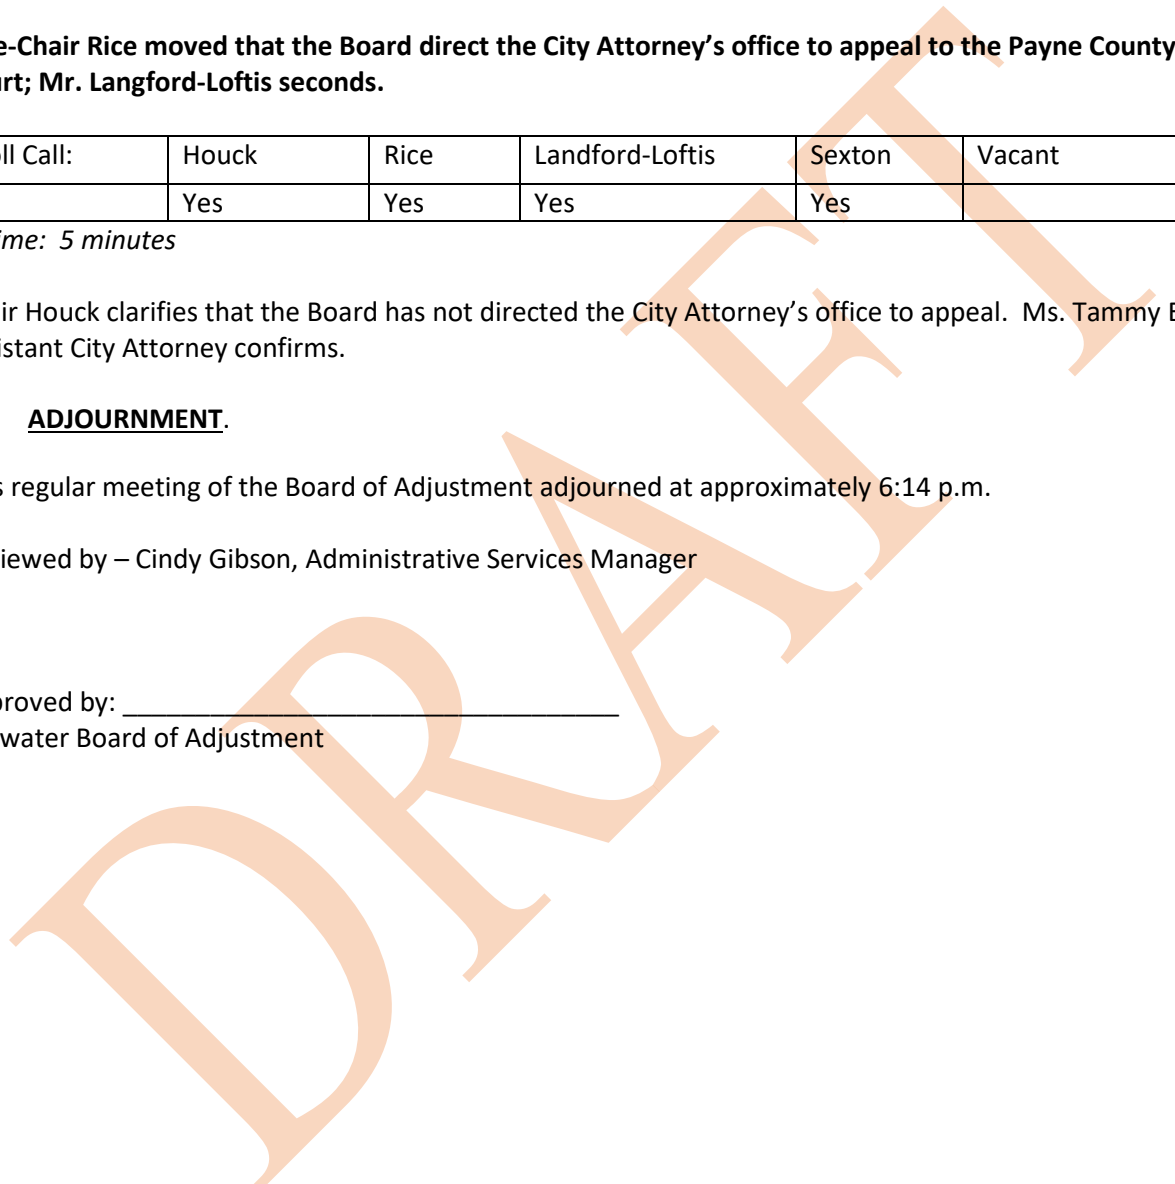 e-Chair Rice moved that the Board direct the City Attorney’s office to appeal to the Payne County
urt; Mr. Langford-Loftis seconds.
ll Call: Houck Rice Landford-Loftis Sexton Vacant
Yes Yes Yes Yes
ime: 5 minutes
ir Houck clarifies that the Board has not directed the City Attorney’s office to appeal. Ms. Tammy E
istant City Attorney confirms.
ADJOURNMENT.
s regular meeting of the Board of Adjustment adjourned at approximately 6:14 p.m.
iewed by – Cindy Gibson, Administrative Services Manager
proved by: __________________________________
water Board of Adjustment
DRAFT